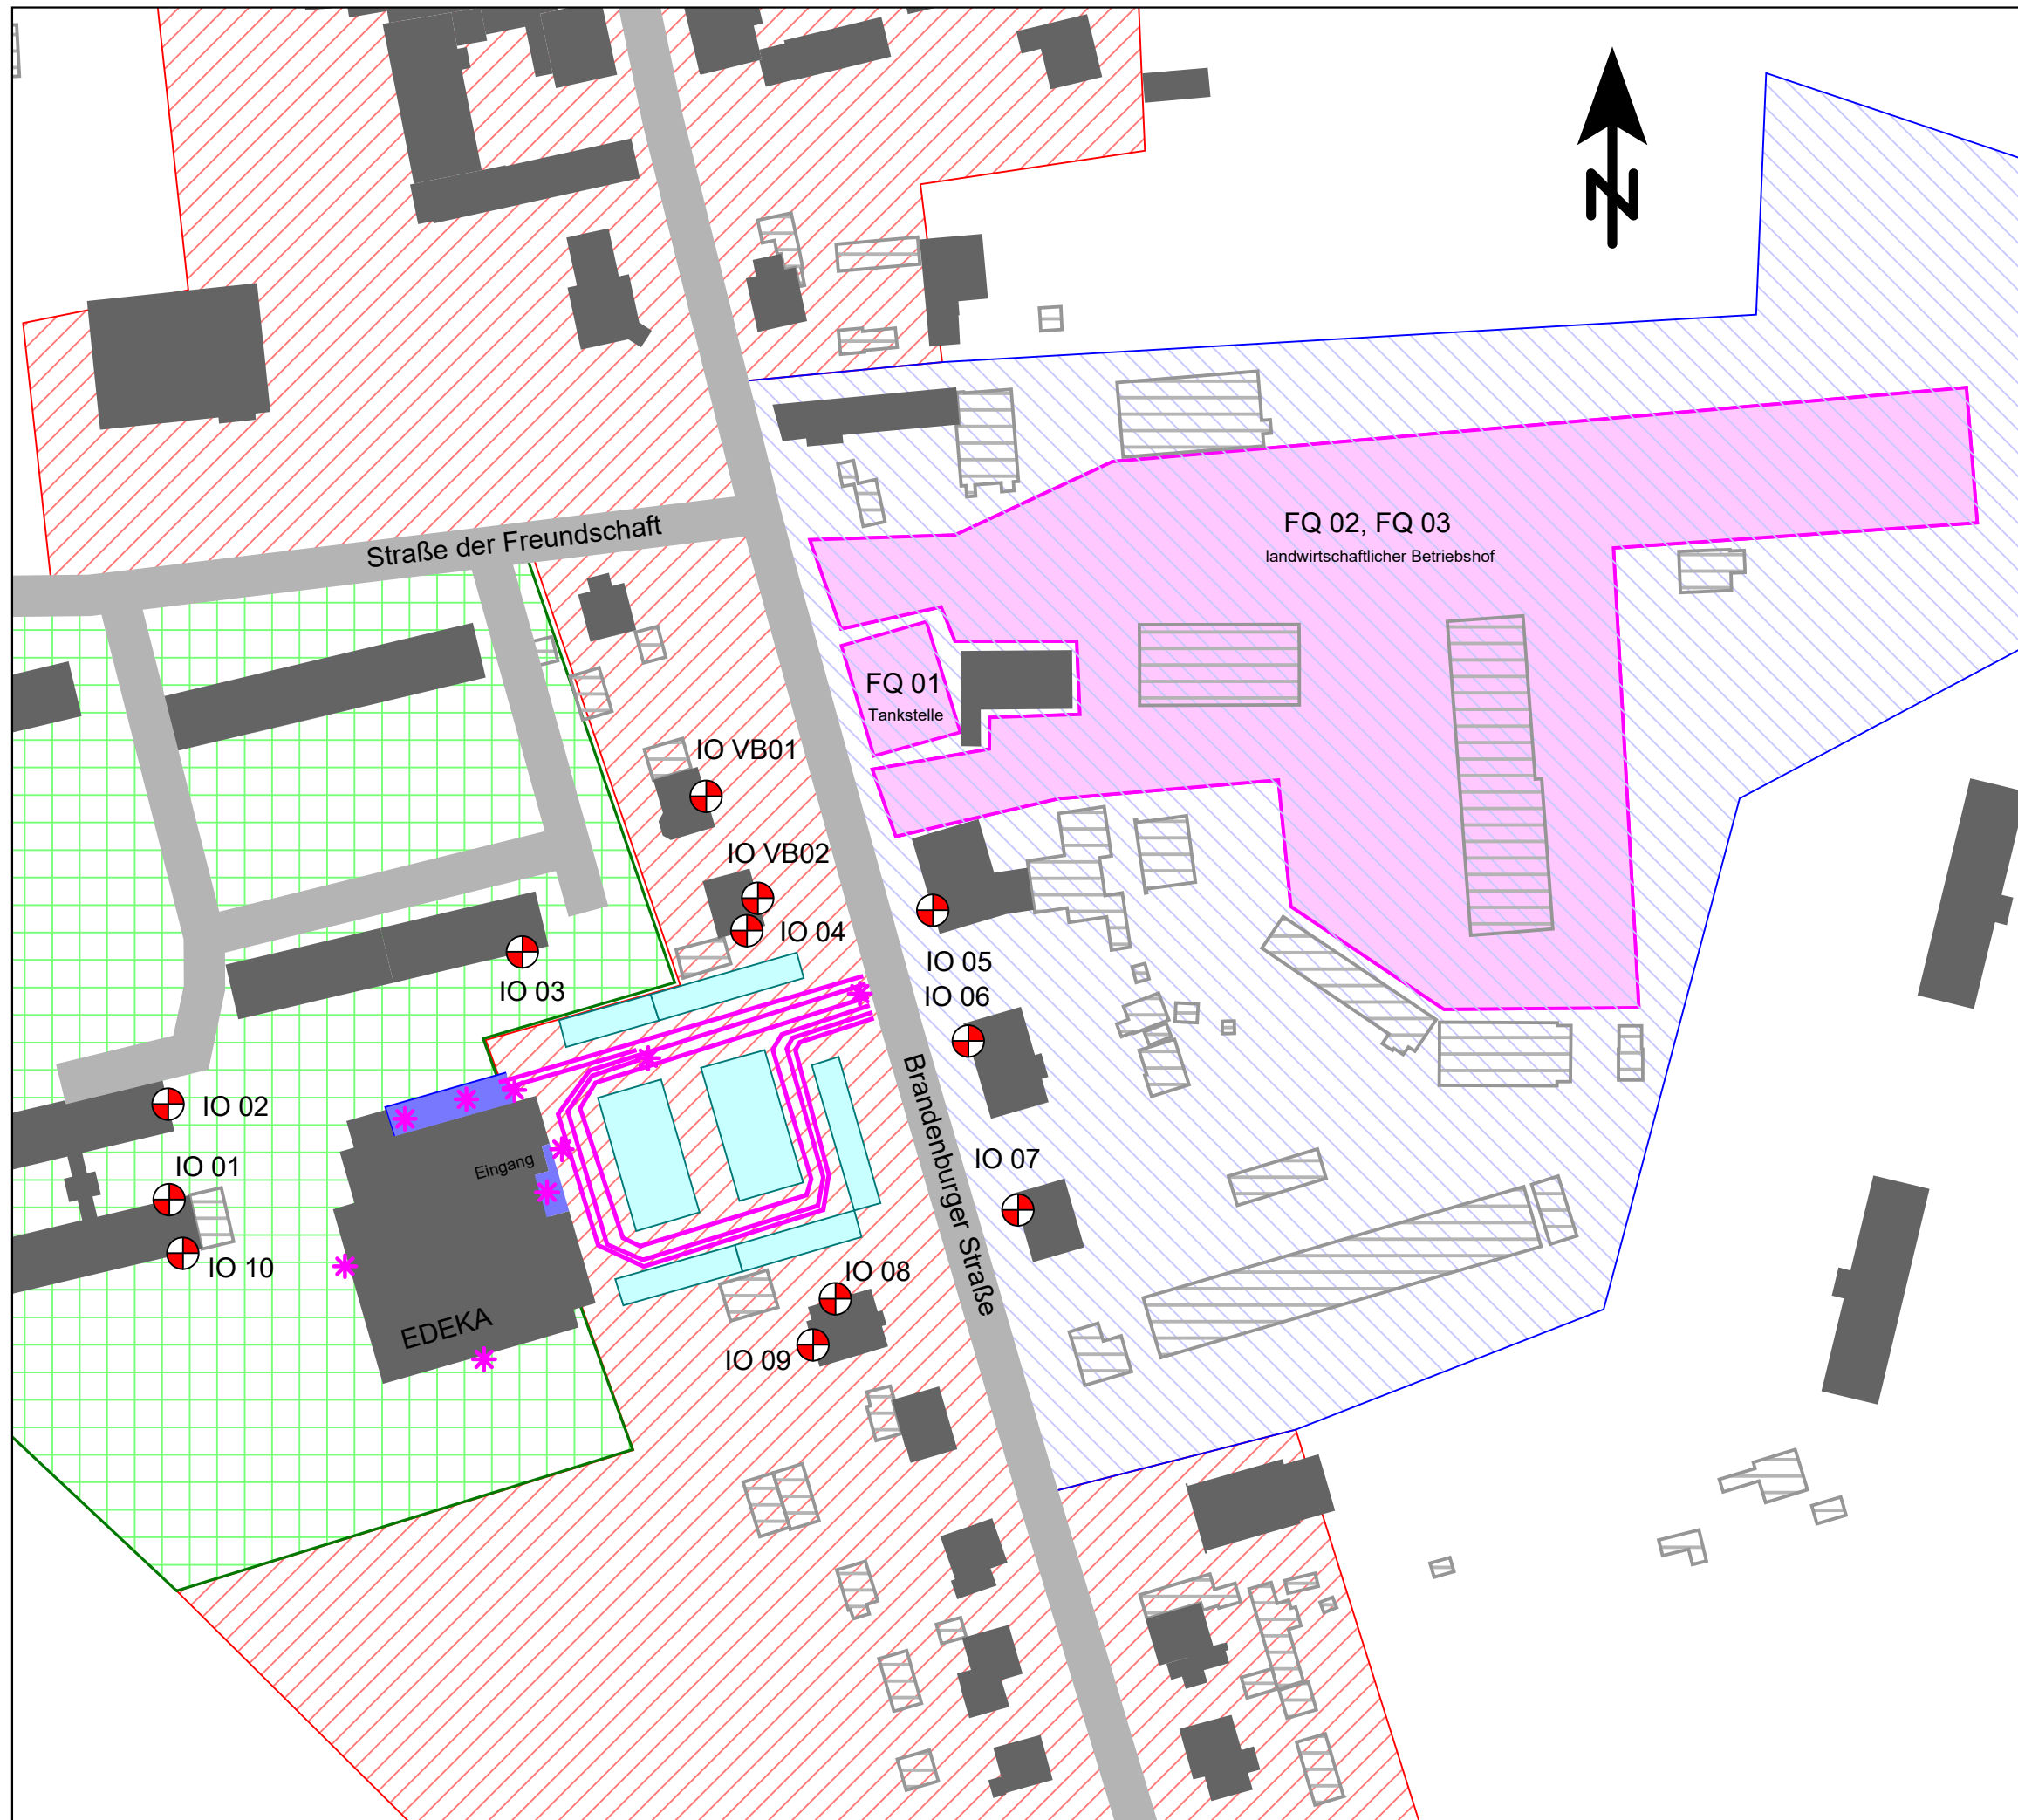 N
Straße der Freundschaft
FQ 02, FQ 03
landwirtschaftlicher Betriebshof
FQ 01
Tankstelle
IO VB01
IO VB02
IO 04
IO 03
IO 05
IO 06
Brandenburger Straße
IO 02
IO 01
IO 10
Eingang
IO 07
IO 08
IO 09
EDEKA